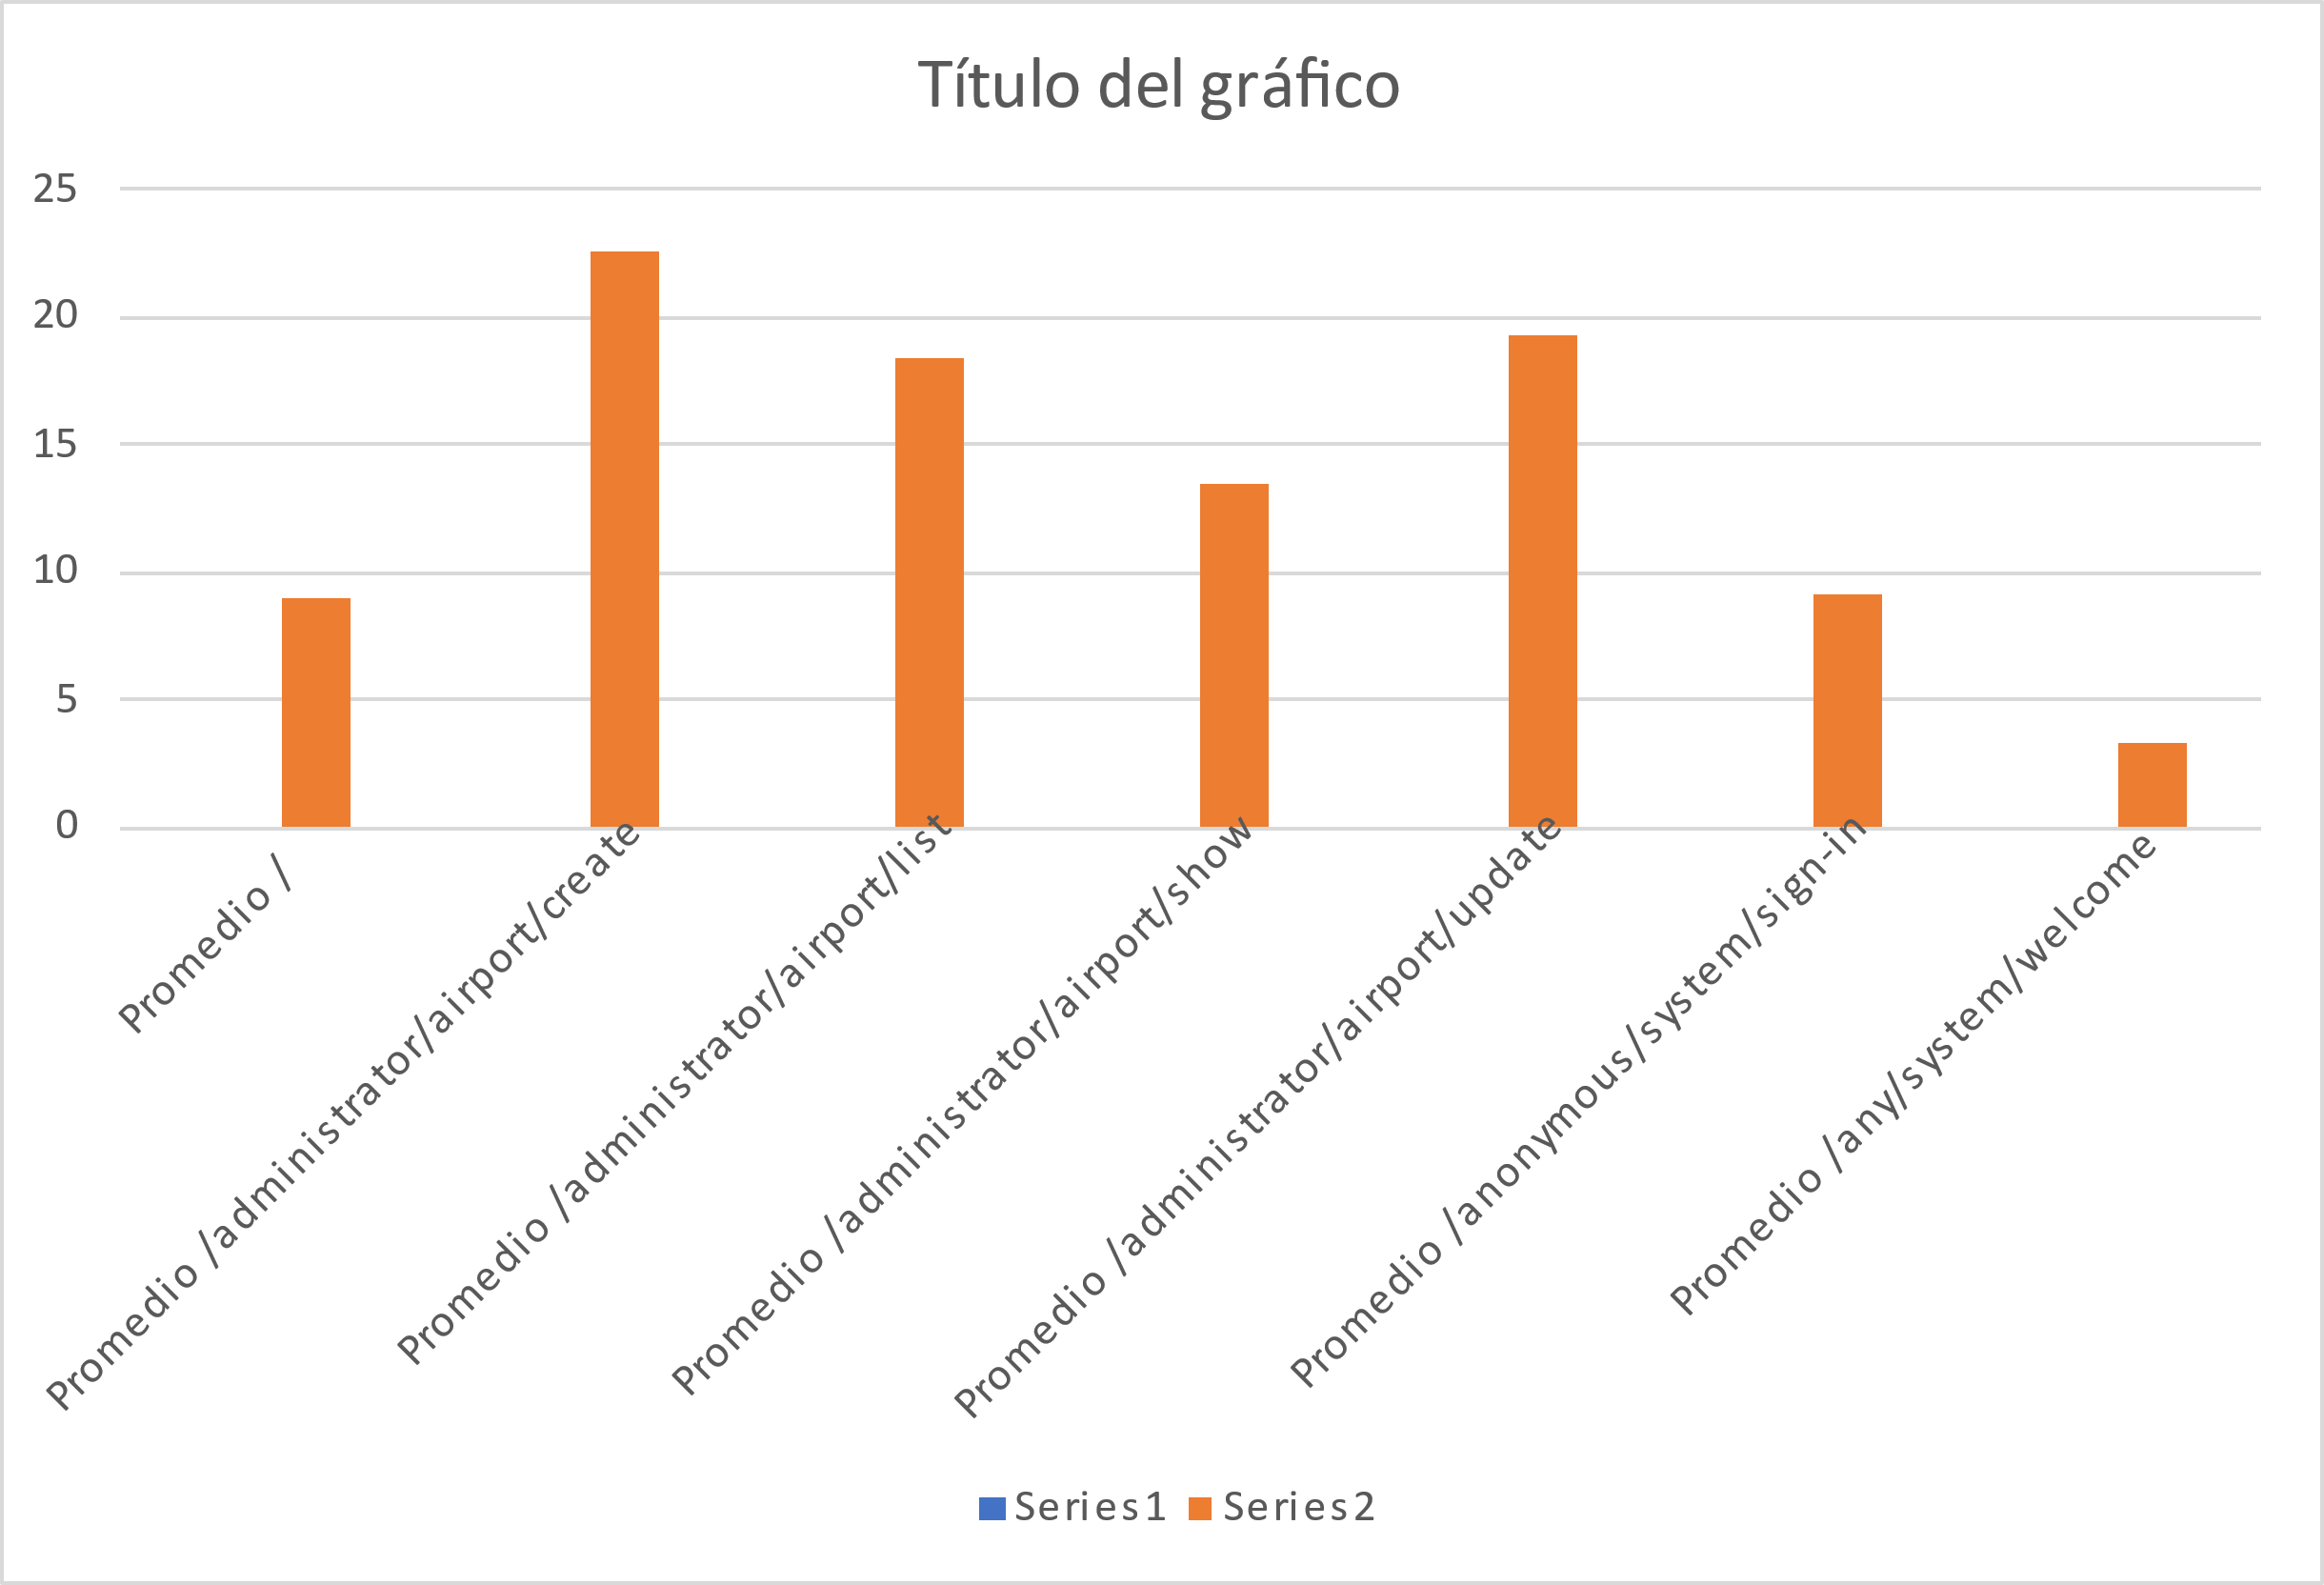 Título del gráfico
25
20
15
10
5
0
Promedio /
Promedio /administrator/airport/create
Promedio /administrator/airport/list
Promedio /administrator/airport/show
Promedio /administrator/airport/update
Promedio /anonymous/system/sign-in
Promedio /any/system/welcome
Series1 Series2